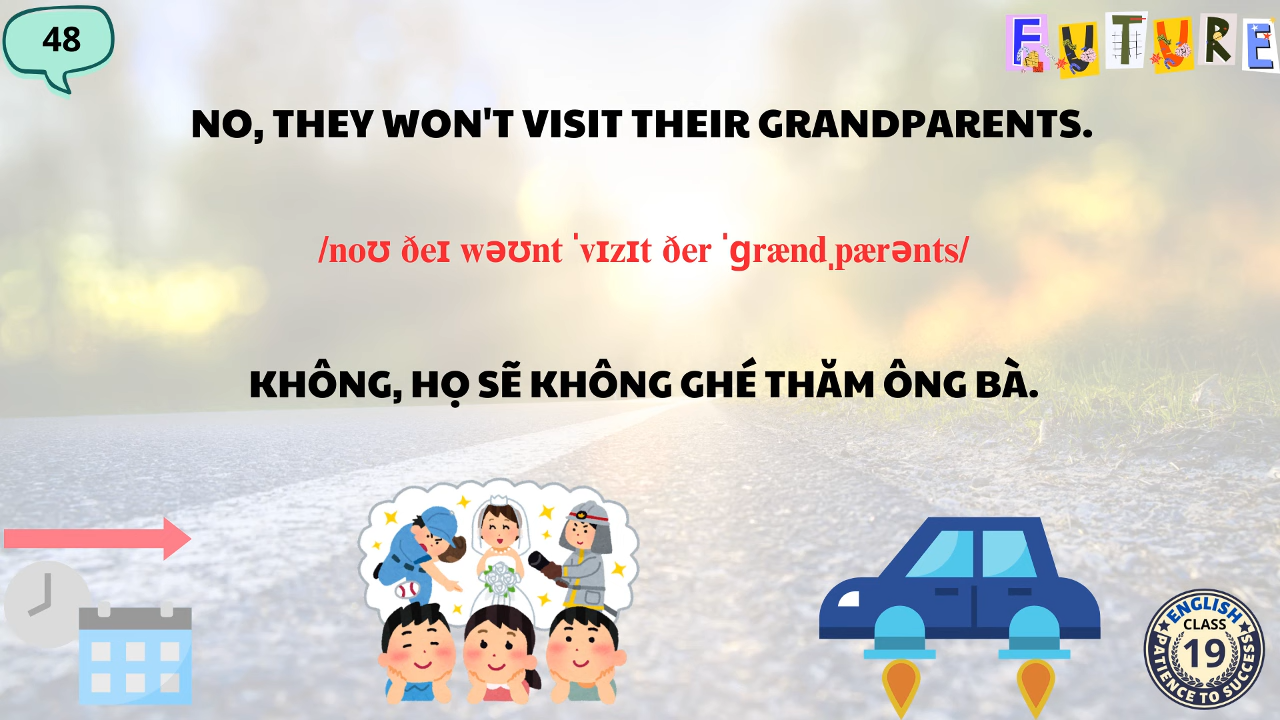 48
FUTURE
NO, THEY WON'T VISIT THEIR GRANDPARENTS.
/noʊ ðeɪ wəʊnt ˈvɪzɪt ðer ˈɡrændˌpærənts/
KHÔNG, HỌ SẼ KHÔNG GHÉ THĂM ÔNG BÀ.
ENGLISH
CLASS
19
PATIENCE TO SUCCESS